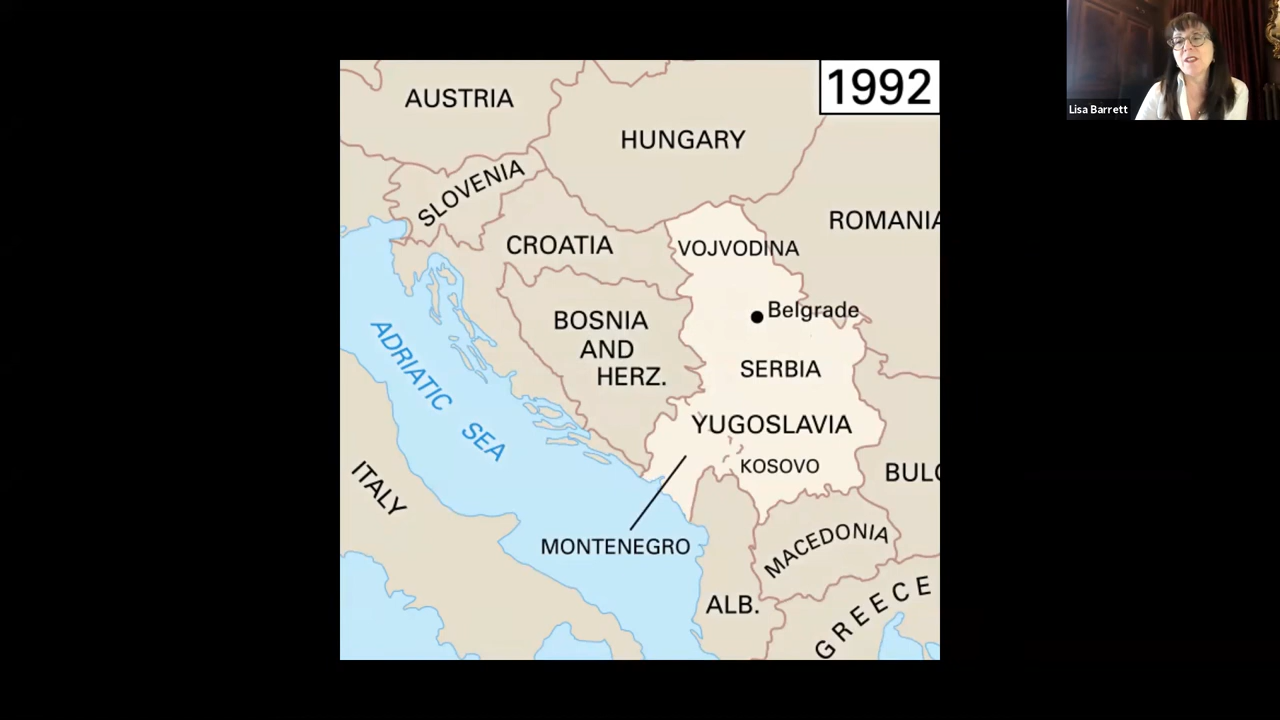 1992
AUSTRIA
HUNGARY
SLOVENIA
ROMANIA
CROATIA
VOJVODINA
Belgrade
BOSNIA
AND
HERZ.
SERBIA
ADRIATIC SEA
YUGOSLAVIA
KOSOVO
BULG
ITALY
MONTENEGRO
MACEDONIA
ALB.
GREECE
Lisa Barrett